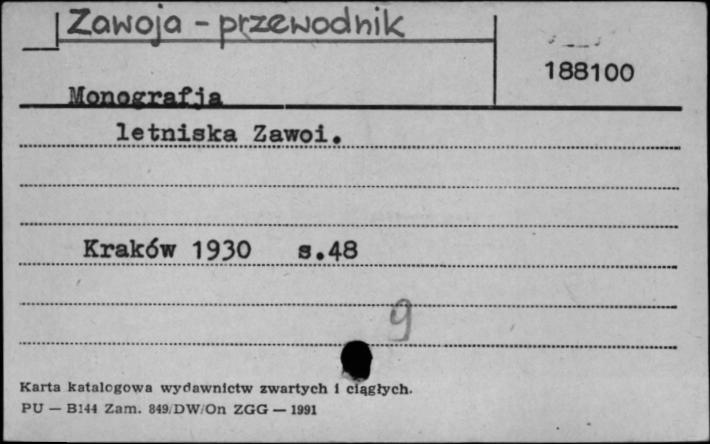 Zawoja - przewodnik
188100
Monografja
letniska Zawoi.
Kraków 1930 s.48
9
Karta katalogowa wydawnictw zwartych i ciągłych.
PU — B144 Zam. 849/DW/On ZGG — 1991